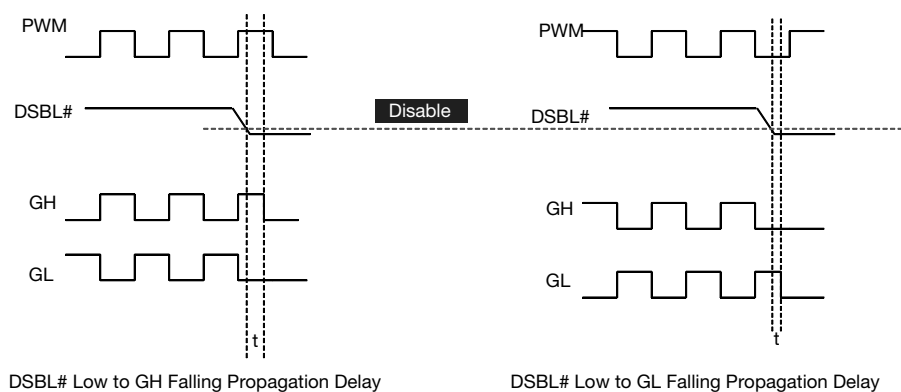 PWM
DSBL#
GH
GL
t
DSBL# Low to GH Falling Propagation Delay
Disable
PWM
DSBL#
GH
GL
t
DSBL# Low to GL Falling Propagation Delay